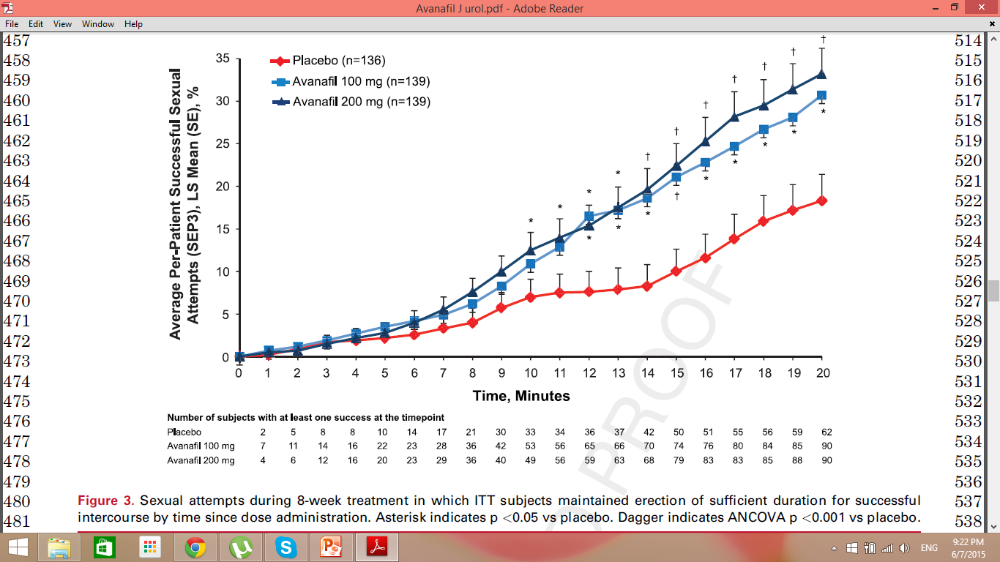 Avanafil J urol.pdf - Adobe Reader
File Edit View Window Help
457 514
458 515
459 516
460 517
461 518
462 519
463 520
464 521
465 522
466 523
467 524
468 525
469 526
470 527
471 528
472 529
473 530
474 531
475 532
476 533
477 534
478 535
479 536
480 537
481 538
Average Per-Patient Successful Sexual
Attempts (SEP3), LS Mean (SE), %
35
30
25
20
15
10
5
0
Placebo (n=136)
Avanafil 100 mg (n=139)
Avanafil 200 mg (n=139)
0 1 2 3 4 5 6 7 8 9 10 11 12 13 14 15 16 17 18 19 20
Time, Minutes
Number of subjects with at least one success at the timepoint
Placebo 2 5 8 8 10 14 17 21 30 33 34 36 37 42 50 51 55 56 59 62
Avanafil 100 mg 7 11 14 16 22 23 28 36 42 53 56 65 66 70 74 76 80 84 85 90
Avanafil 200 mg 4 6 12 16 20 23 29 36 40 49 56 59 63 68 79 83 83 85 88 90
PROOF
Figure 3. Sexual attempts during 8-week treatment in which ITT subjects maintained erection of sufficient duration for successful
intercourse by time since dose administration. Asterisk indicates p <0.05 vs placebo. Dagger indicates ANCOVA p <0.001 vs placebo.
ENG
9:22 PM
6/7/2015